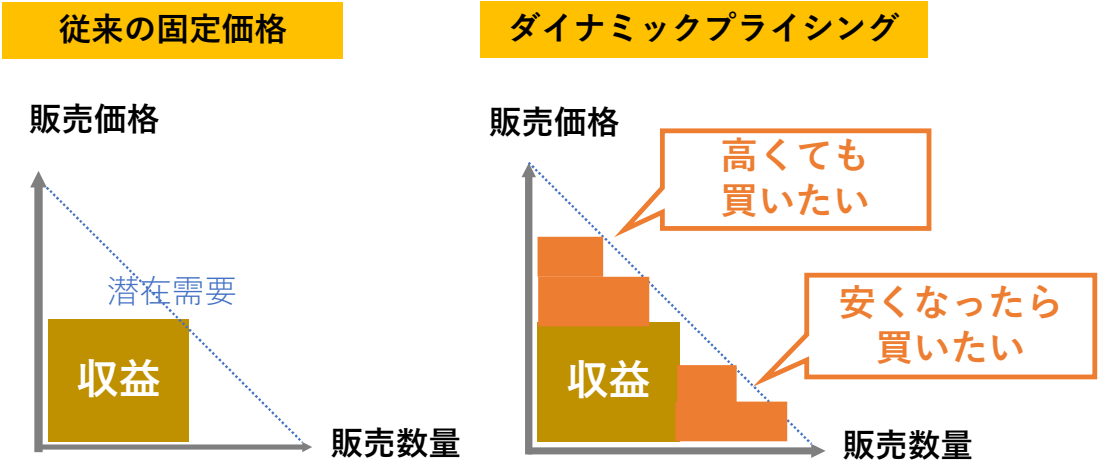 従来の固定価格
ダイナミックプライシング
販売価格
潜在需要
収益
販売数量
販売価格
高くても
買いたい
安くなったら
買いたい
収益
販売数量